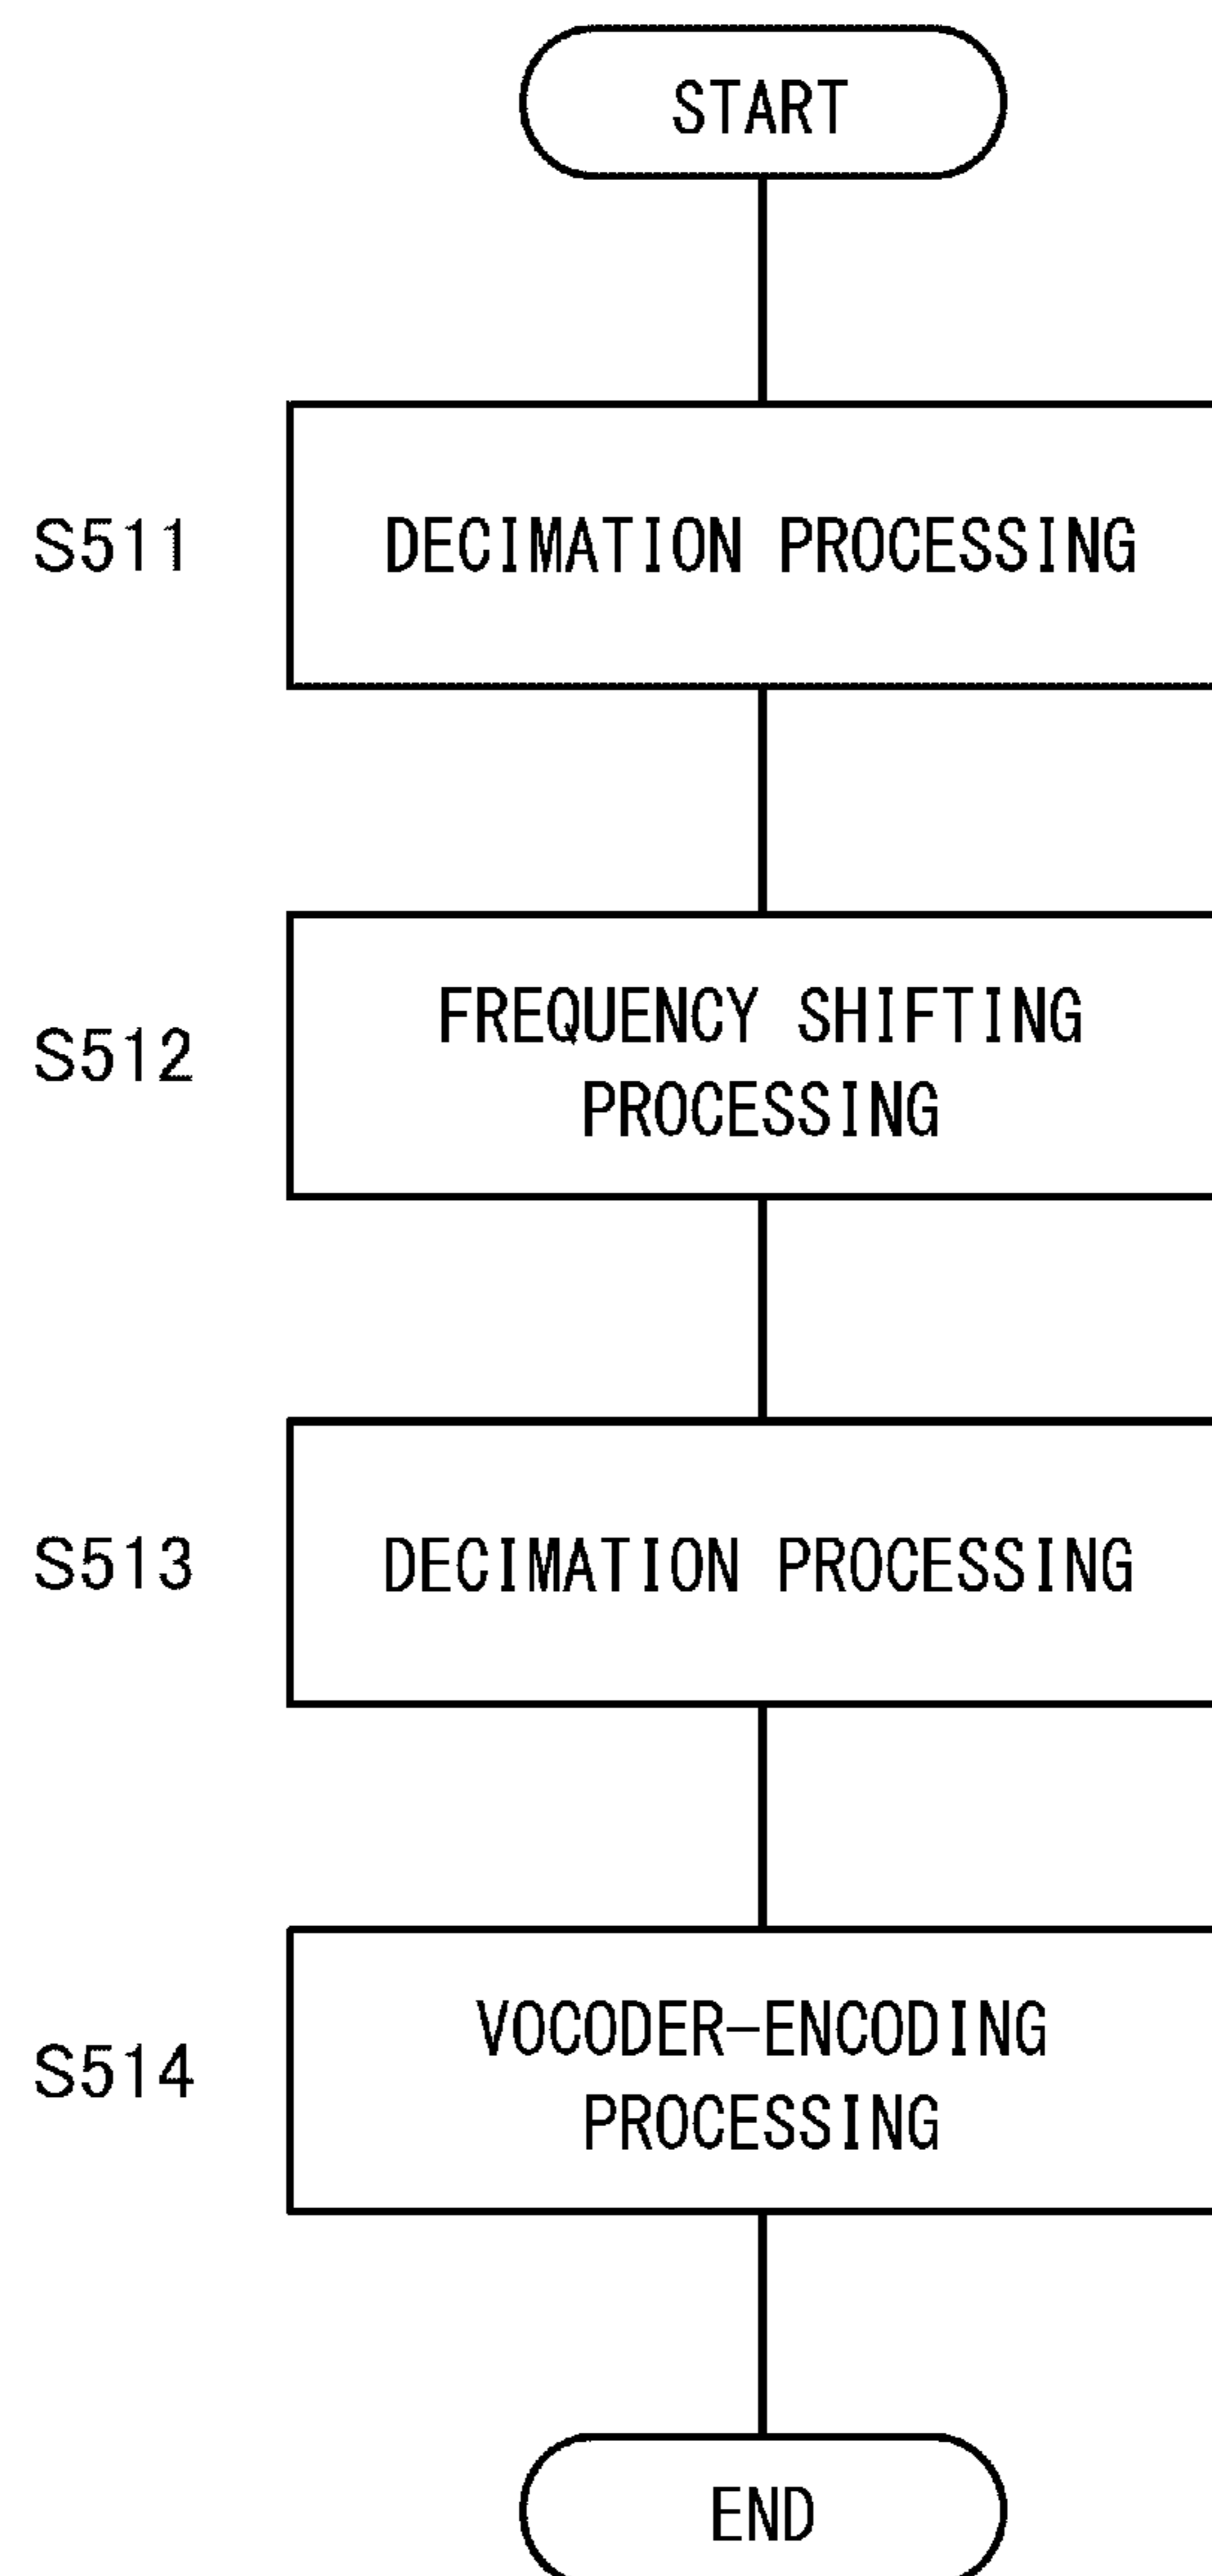 START
S511
DECIMATION PROCESSING
S512
FREQUENCY SHIFTING
PROCESSING
S513
DECIMATION PROCESSING
S514
VOCODER-ENCODING
PROCESSING
END